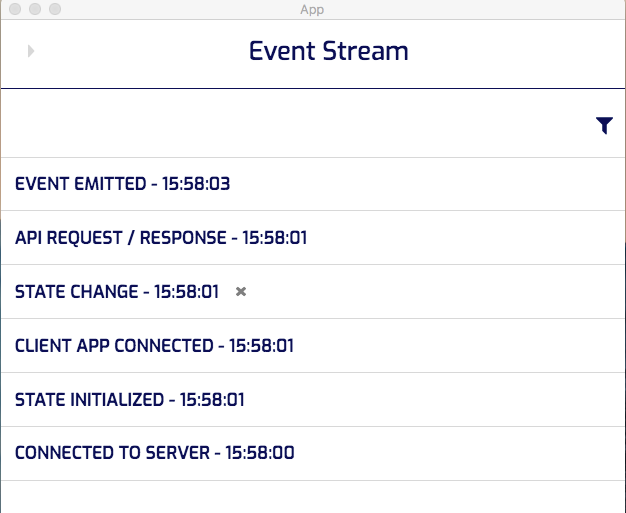 App
Event Stream
EVENT EMITTED - 15:58:03
API REQUEST / RESPONSE - 15:58:01
STATE CHANGE - 15:58:01
CLIENT APP CONNECTED - 15:58:01
STATE INITIALIZED - 15:58:01
CONNECTED TO SERVER - 15:58:00